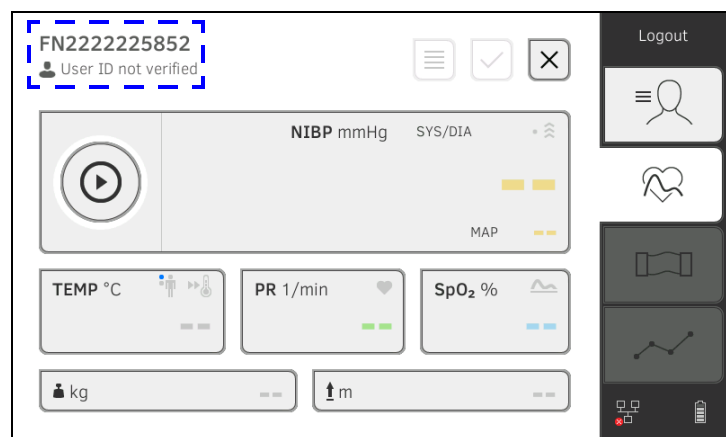 FN2222225852
User ID not verified
Logout
NIBP mmHg SYS/DIA
-- --
MAP --
TEMP °C
--
PR 1/min
--
SpO₂ %
--
kg --
m --